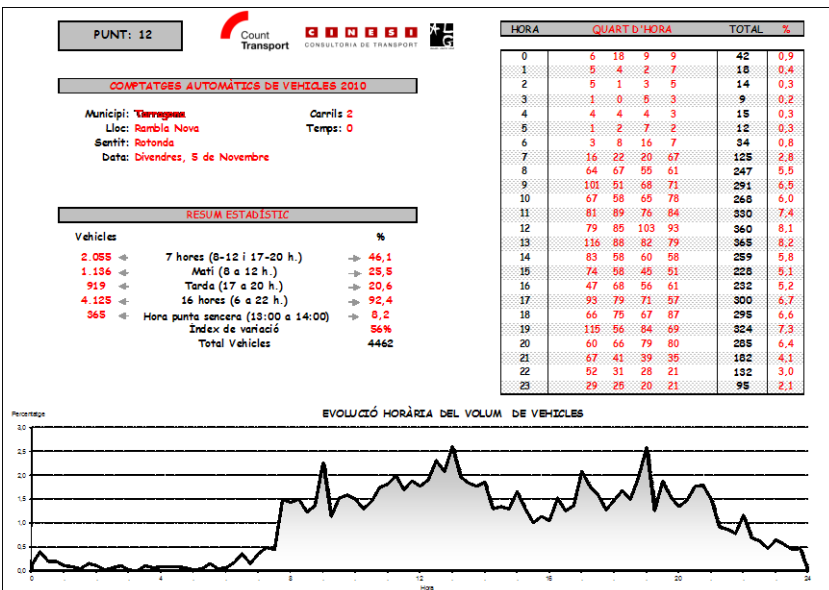 PUNT: 12
Count
Transport
CINESI
CONSULTORIA DE TRANSPORT
COMPTATGES AUTOMÀTICS DE VEHICLES 2010
Municipi: Tarragona Carrils 2
Lloc: Rambla Nova Temps: 0
Sentit: Rotonda
Data: Divendres, 5 de Novembre
RESUM ESTADÍSTIC
Vehicles %
2.055 7 hores (8-12 i 17-20 h.) 46,1
1.136 Matí (8 a 12 h.) 25,5
919 Tarda (17 a 20 h.) 20,6
4.125 16 hores (6 a 22 h.) 92,4
365 Hora punta sencera (13:00 a 14:00) 8,2
Índex de variació 56%
Total Vehicles 4462
HORA QUART D'HORA TOTAL %
0 6 18 9 9 42 0,9
1 5 4 2 7 18 0,4
2 5 1 3 5 14 0,3
3 1 0 5 3 9 0,2
4 4 4 4 3 15 0,3
5 1 2 7 2 12 0,3
6 3 8 16 7 34 0,8
7 16 22 20 67 125 2,8
8 64 67 55 61 247 5,5
9 101 51 68 71 291 6,5
10 67 58 65 78 268 6,0
11 81 89 76 84 330 7,4
12 79 85 103 93 360 8,1
13 116 88 82 79 365 8,2
14 83 58 60 58 259 5,8
15 74 58 45 51 228 5,1
16 47 68 56 61 232 5,2
17 93 79 71 57 300 6,7
18 66 75 67 87 295 6,6
19 115 56 84 69 324 7,3
20 60 66 79 80 285 6,4
21 67 41 39 35 182 4,1
22 52 31 28 21 132 3,0
23 29 25 20 21 95 2,1
EVOLUCIÓ HORÀRIA DEL VOLUM DE VEHICLES
Percentatge
3,0
2,5
2,0
1,5
1,0
0,5
0,0
0 4 8 12 16 20 24
Hora